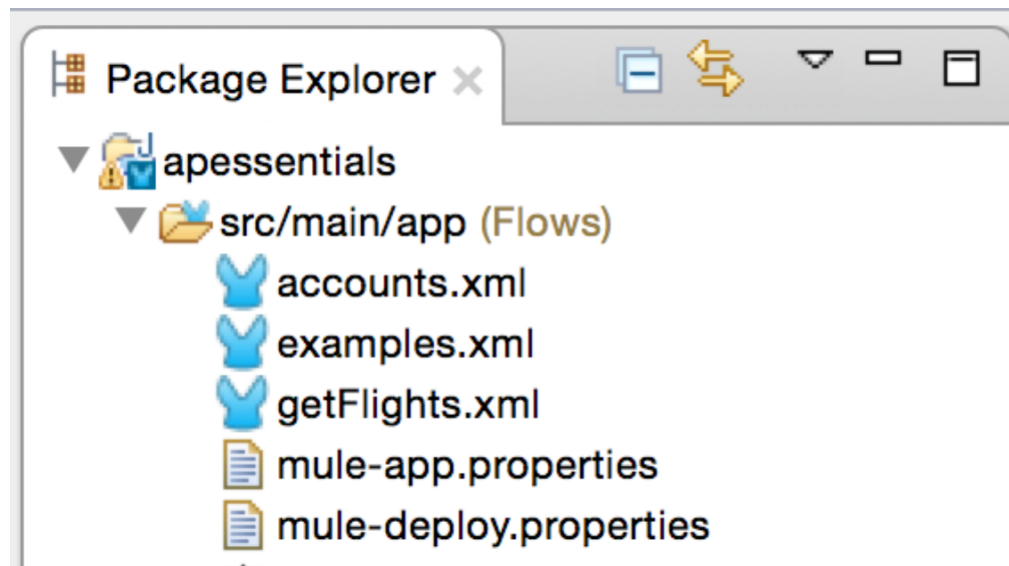 Package Explorer
apessentials
src/main/app (Flows)
accounts.xml
examples.xml
getFlights.xml
mule-app.properties
mule-deploy.properties